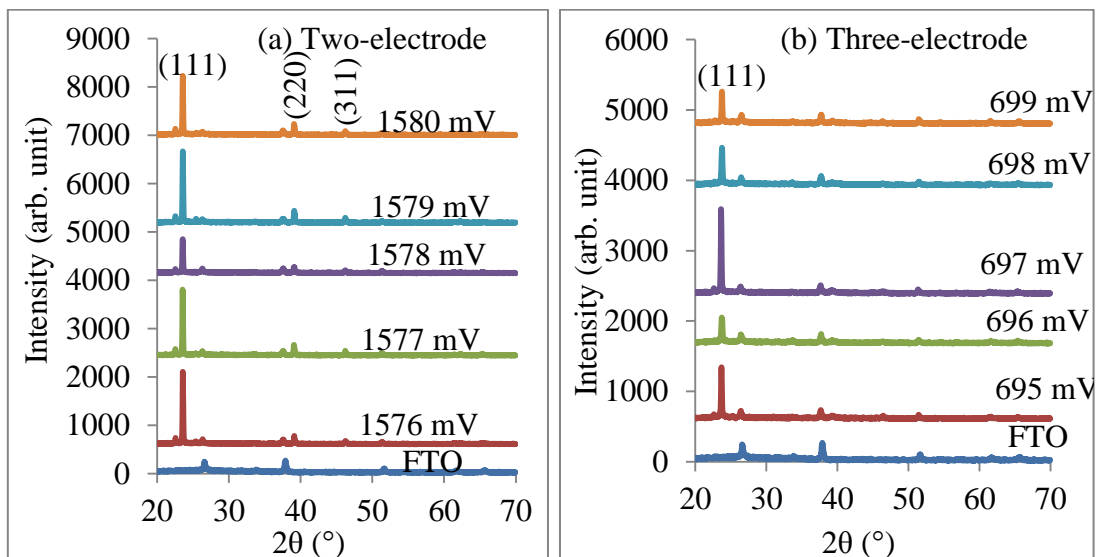 (a) Two-electrode
9000
8000
7000
6000
5000
4000
3000
2000
1000
0
Intensity (arb. unit)
(111)
(220)
(311)
1580 mV
1579 mV
1578 mV
1577 mV
1576 mV
FTO
20 30 40 50 60 70
2θ (°)
(b) Three-electrode
6000
5000
4000
3000
2000
1000
0
Intensity (arb. unit)
(111)
699 mV
698 mV
697 mV
696 mV
695 mV
FTO
20 30 40 50 60 70
2θ (°)